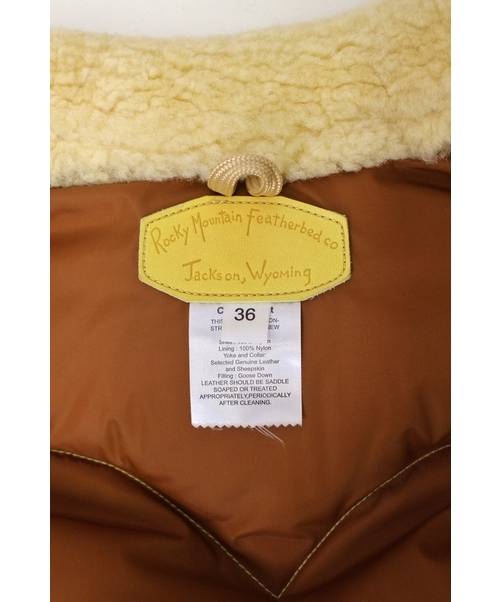 Rocky Mountain Featherbed co
Jackson, Wyoming
36
Lining : 100% Nylon
Yoke and Collar:
Selected Genuine Leather
and Sheepskin
Filling : Goose Down
LEATHER SHOULD BE SADDLE
SOAPED OR TREATED
APPROPRIATELY,PERIODICALLY
AFTER CLEANING.